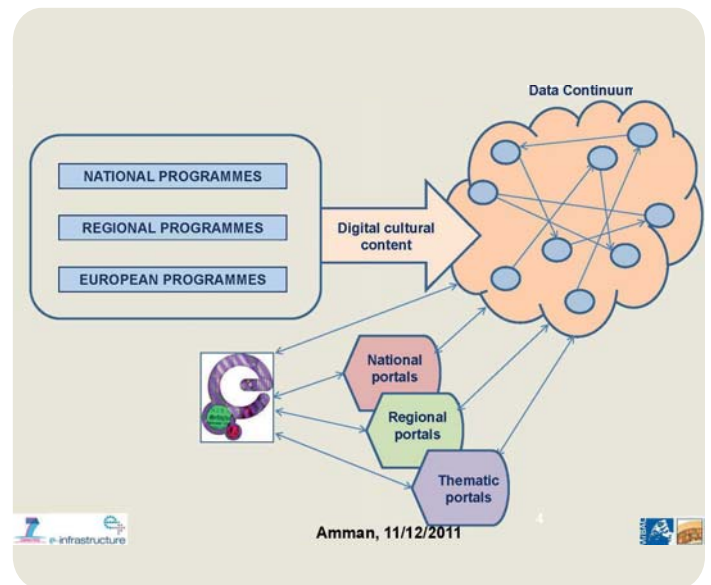 Data Continuum
NATIONAL PROGRAMMES
REGIONAL PROGRAMMES
EUROPEAN PROGRAMMES
Digital cultural
content
National
portals
Regional
portals
Thematic
portals
4
Amman, 11/12/2011
e-infrastructure